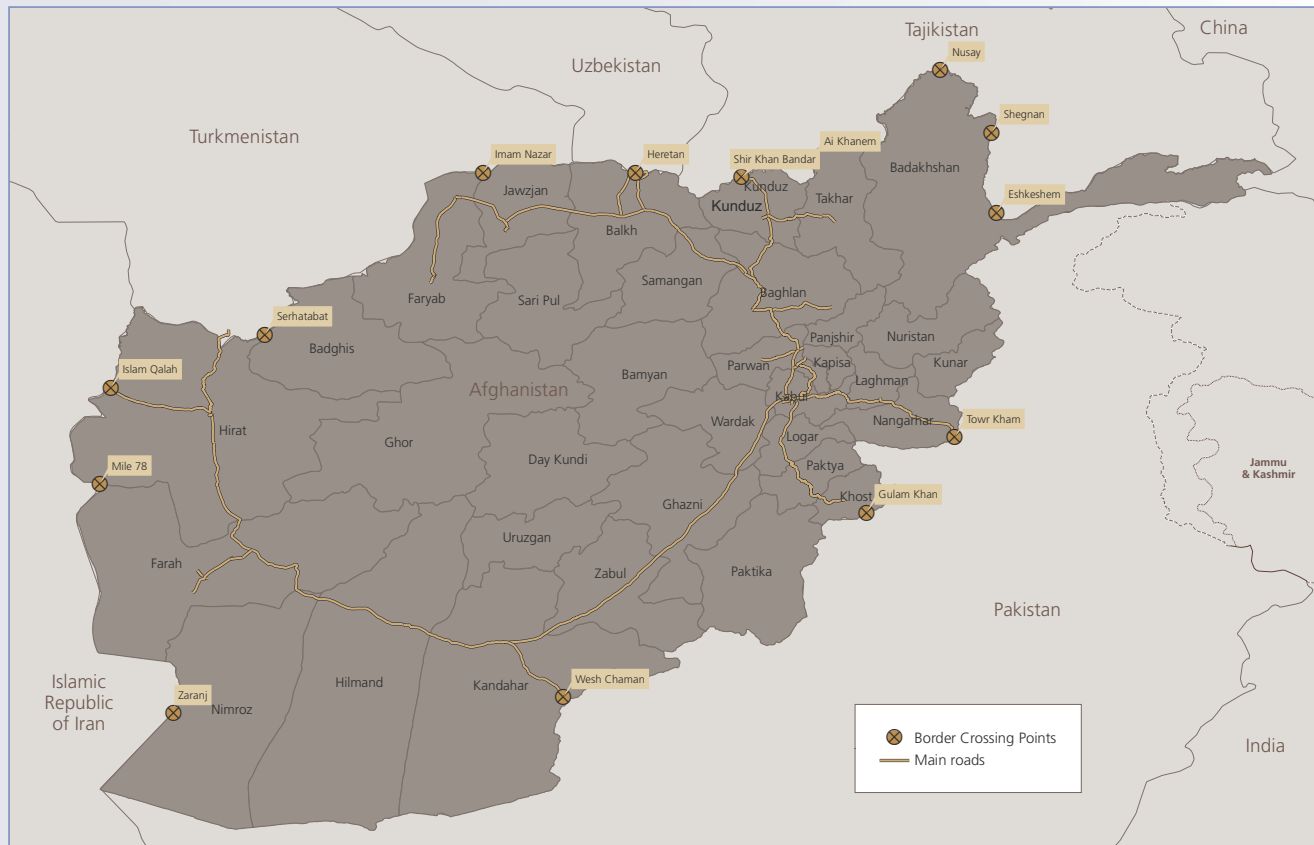 Tajikistan
China
Nusay
Uzbekistan
Shegnan
Turkmenistan
Ai Khanem
Imam Nazar
Heretan
Shir Khan Bandar
Badakhshan
Kunduz
Jawzjan
Takhar
Eshkeshem
Kunduz
Balkh
Samangan
Baghlan
Faryab
Sari Pul
Serhatabat
Panjshir
Nuristan
Badghis
Islam Qalah
Parwan
Kapisa
Kunar
Bamyan
Laghman
Afghanistan
Kabul
Wardak
Nangarhar
Towr Kham
Hirat
Ghor
Logar
Day Kundi
Paktya
Mile 78
Jammu
& Kashmir
Khost
Gulam Khan
Ghazni
Uruzgan
Farah
Zabul
Paktika
Pakistan
Islamic
Republic
of Iran
Hilmand
Kandahar
Wesh Chaman
Zaranj
Nimroz
Border Crossing Points
Main roads
India